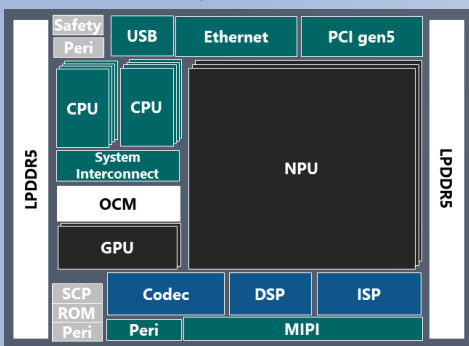 Safety
Peri
USB
Ethernet
PCI gen5
LPDDR5
CPU
CPU
System
Interconnect
NPU
LPDDR5
OCM
GPU
SCP
ROM
Peri
Codec
DSP
ISP
Peri
MIPI